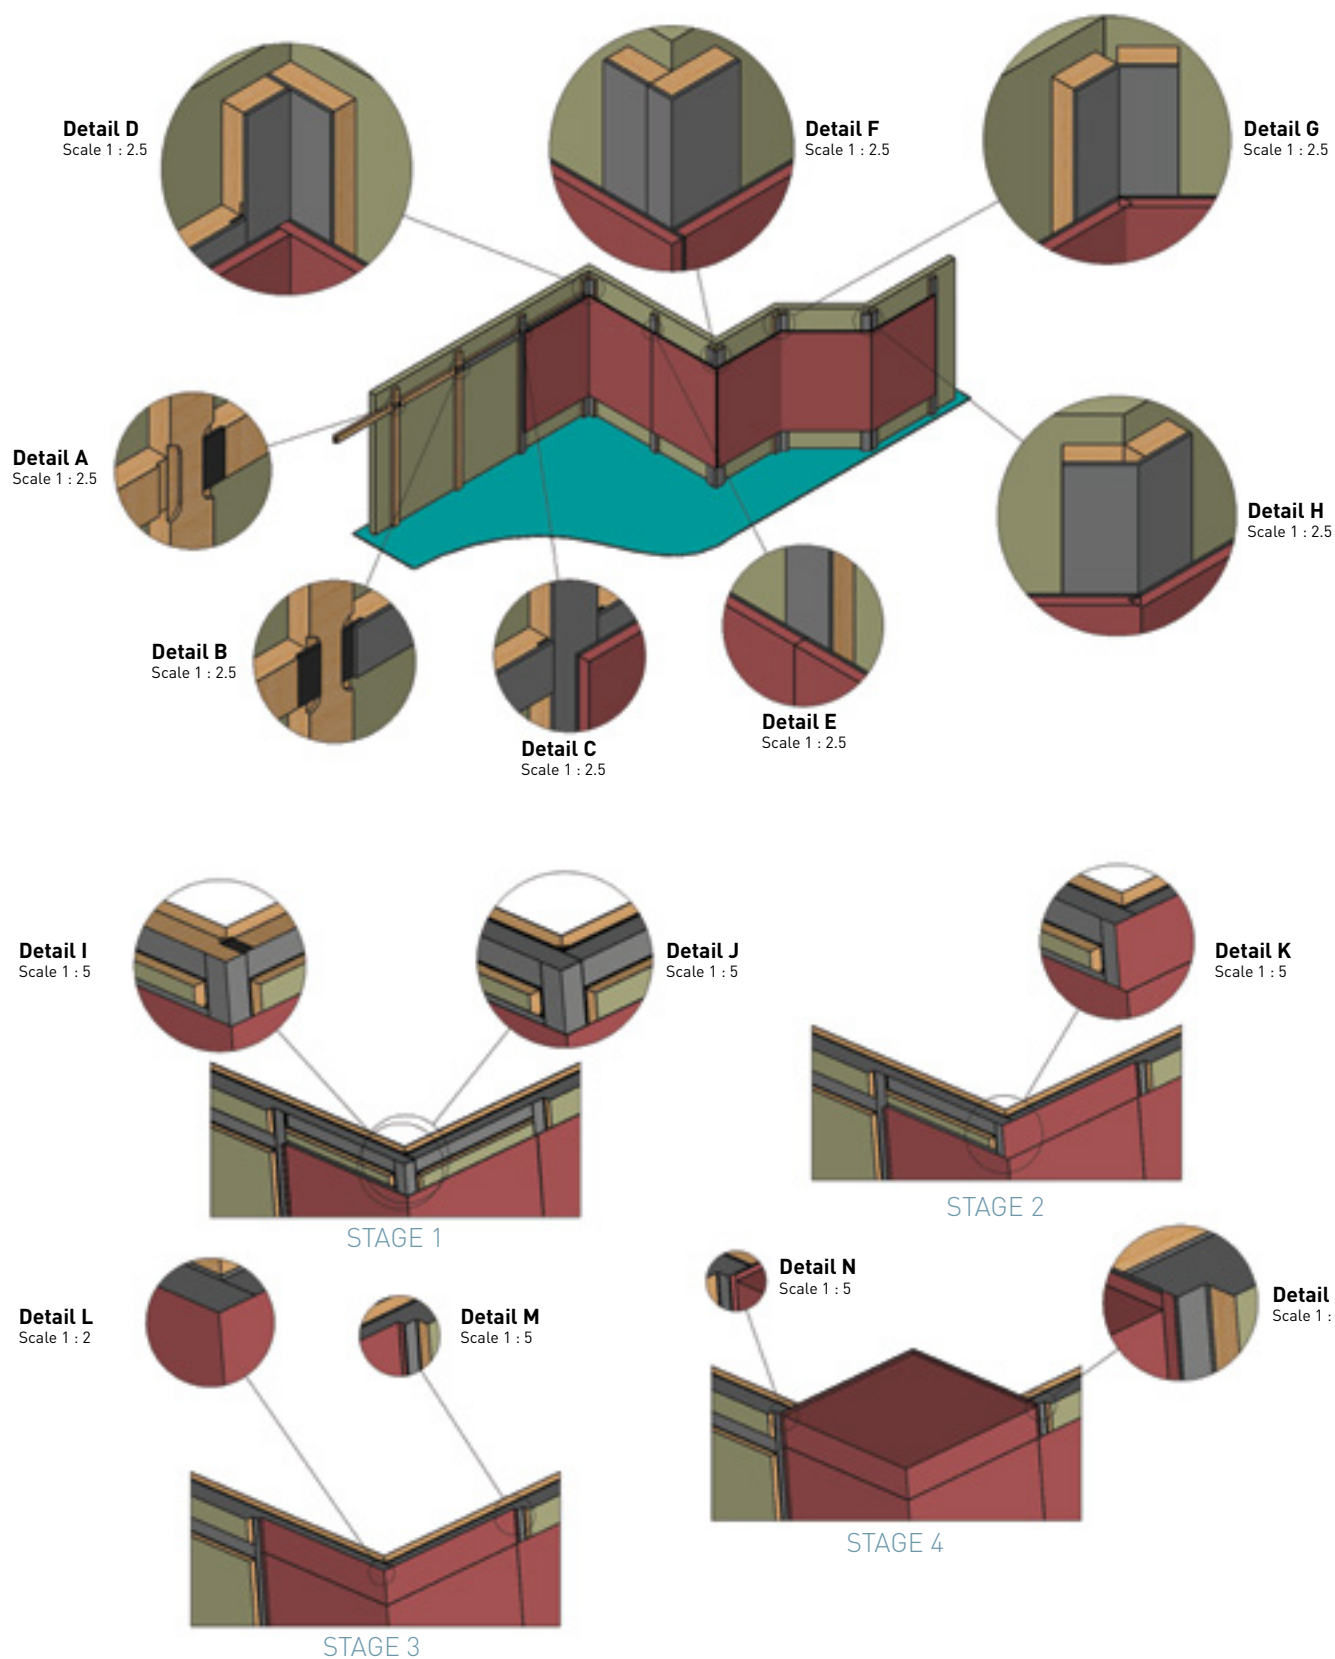 Detail D
Scale 1 : 2.5
Detail F
Scale 1 : 2.5
Detail G
Scale 1 : 2.5
Detail A
Scale 1 : 2.5
Detail H
Scale 1 : 2.5
Detail B
Scale 1 : 2.5
Detail C
Scale 1 : 2.5
Detail E
Scale 1 : 2.5
Detail I
Scale 1 : 5
Detail J
Scale 1 : 5
Detail K
Scale 1 : 5
STAGE 1
STAGE 2
Detail L
Scale 1 : 2
Detail M
Scale 1 : 5
Detail N
Scale 1 : 5
Detail
Scale 1 :
STAGE 3
STAGE 4